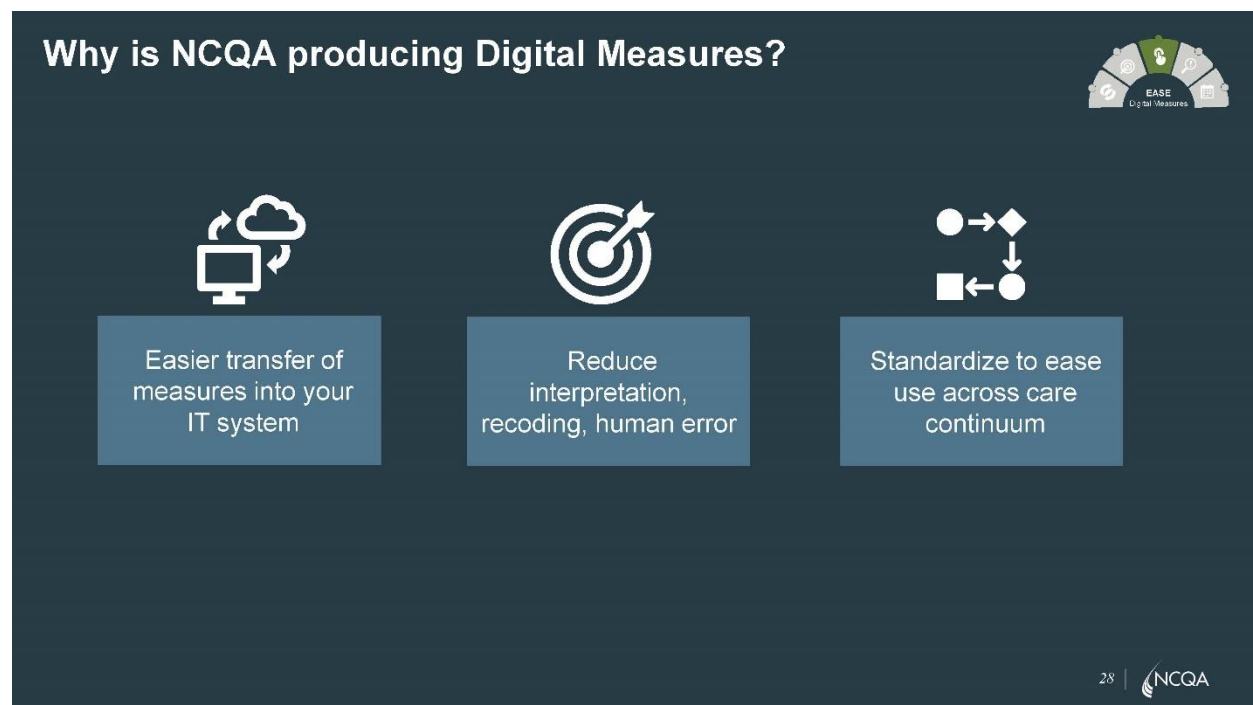 Why is NCQA producing Digital Measures?
EASE
Digital Measures
Easier transfer of
measures into your
IT system
Reduce
interpretation,
recoding, human error
Standardize to ease
use across care
continuum
28
NCQA